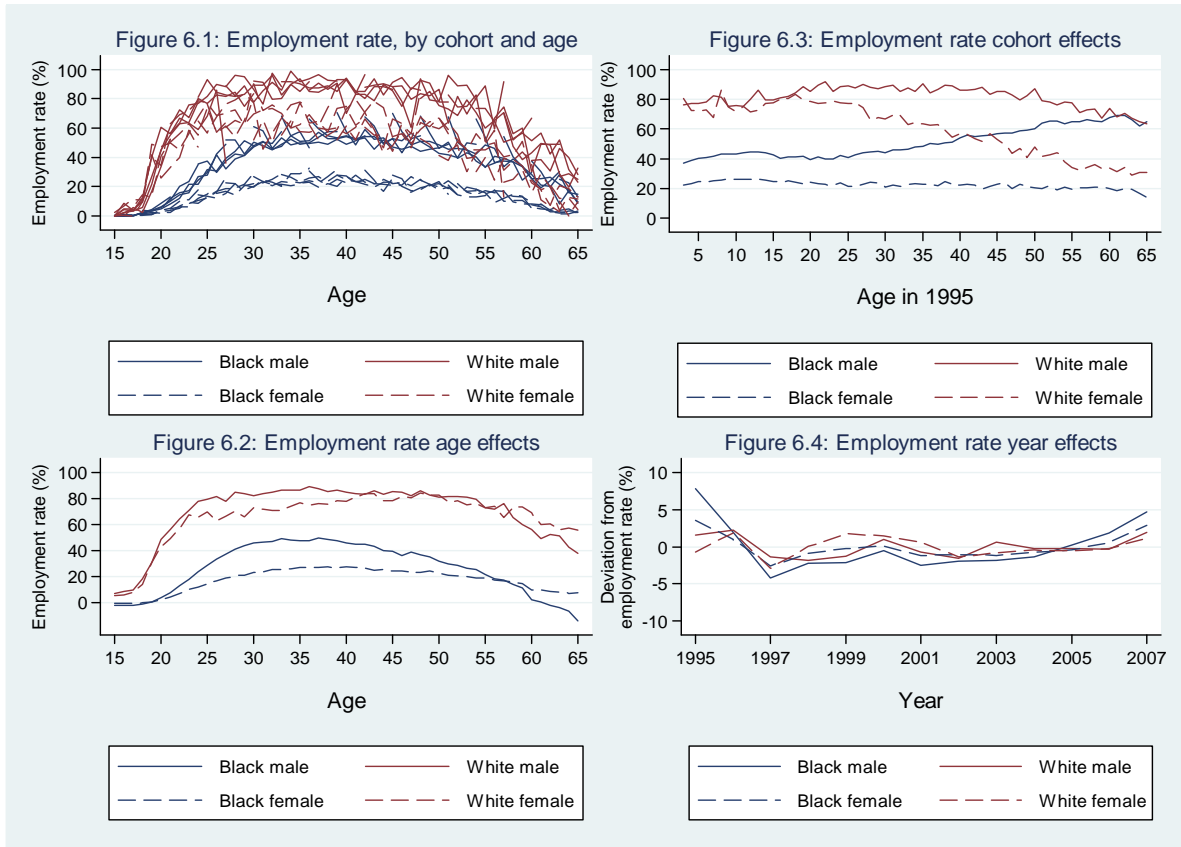 Figure 6.1: Employment rate, by cohort and age
Employment rate (%)
100
80
60
40
20
0
15 20 25 30 35 40 45 50 55 60 65
Age
Black male White male
Black female White female
Figure 6.3: Employment rate cohort effects
Employment rate (%)
100
80
60
40
20
0
5 10 15 20 25 30 35 40 45 50 55 60 65
Age in 1995
Black male White male
Black female White female
Figure 6.2: Employment rate age effects
Employment rate (%)
100
80
60
40
20
0
15 20 25 30 35 40 45 50 55 60 65
Age
Black male White male
Black female White female
Figure 6.4: Employment rate year effects
Deviation from
employment rate (%)
10
5
0
-5
-10
1995 1997 1999 2001 2003 2005 2007
Year
Black male White male
Black female White female